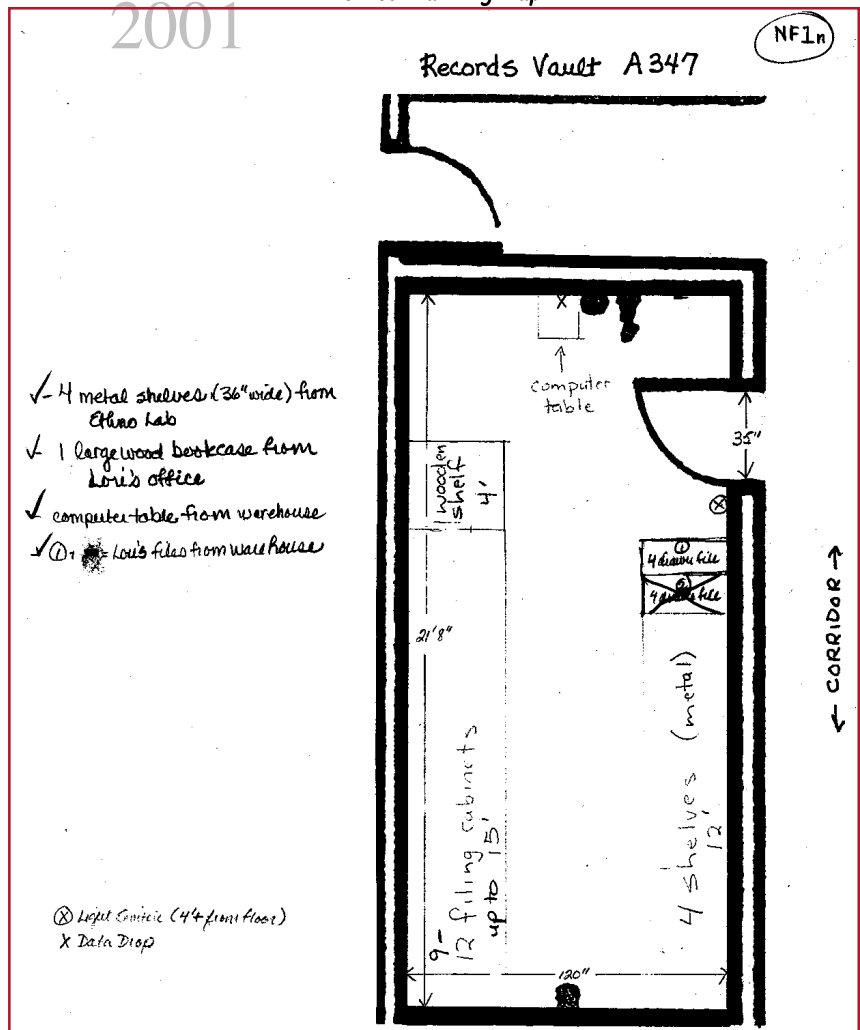 2001
NF1n
Records Vault A347
X
computer
table
35"
✓- 4 metal shelves (36" wide) from
Ethno Lab
✓ 1 large wood bookcase from
Lori's office
✓ computer table from warehouse
✓ ① + = Lori's files from warehouse
1 wooden
shelf
4'
ⓧ
①
4 drawer file
4 drawer file
21'8"
← CORRIDOR →
9-
12 filing cabinets
up to 15'
4 shelves (metal)
12'
120"
ⓧ Light Switch (4'+ from floor)
X Data Drop